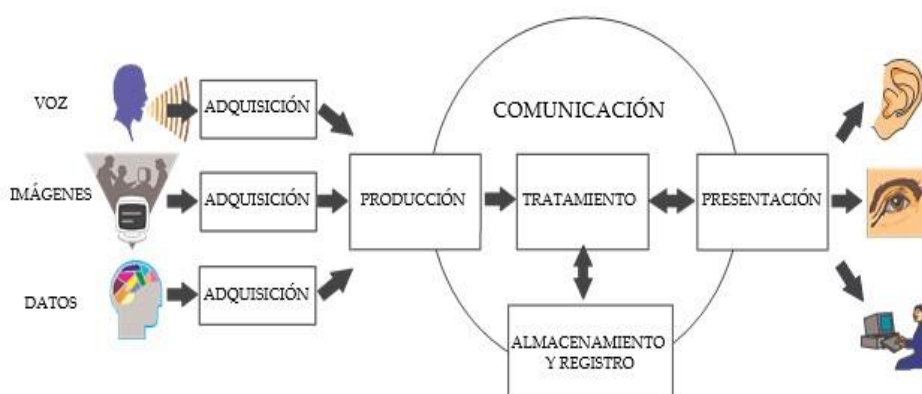 VOZ
ADQUISICIÓN
COMUNICACIÓN
IMÁGENES
ADQUISICIÓN
PRODUCCIÓN
TRATAMIENTO
PRESENTACIÓN
DATOS
ADQUISICIÓN
ALMACENAMIENTO
Y REGISTRO